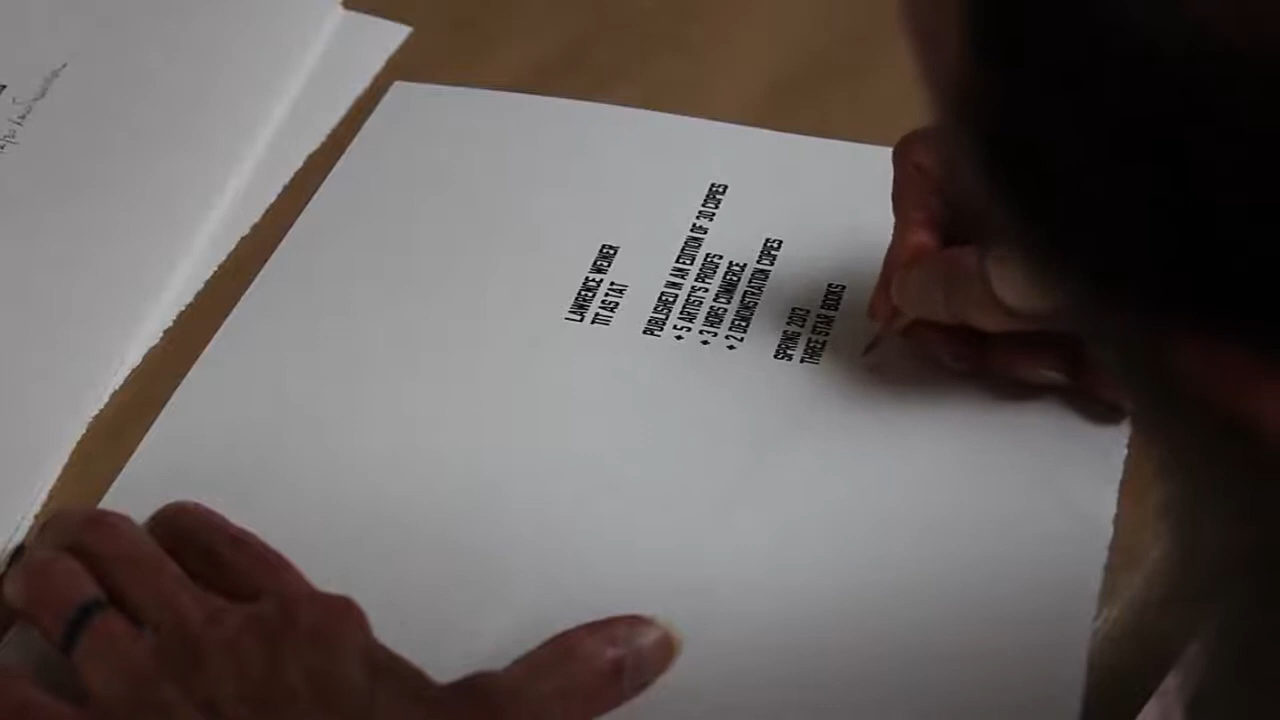 LAWRENCE WEINER
TIT AS TAT
PUBLISHED IN AN EDITION OF 30 COPIES
+ 5 ARTIST'S PROOFS
+ 3 HORS COMMERCE
+ 2 DEMONSTRATION COPIES
SPRING 2013
THREE STAR BOOKS